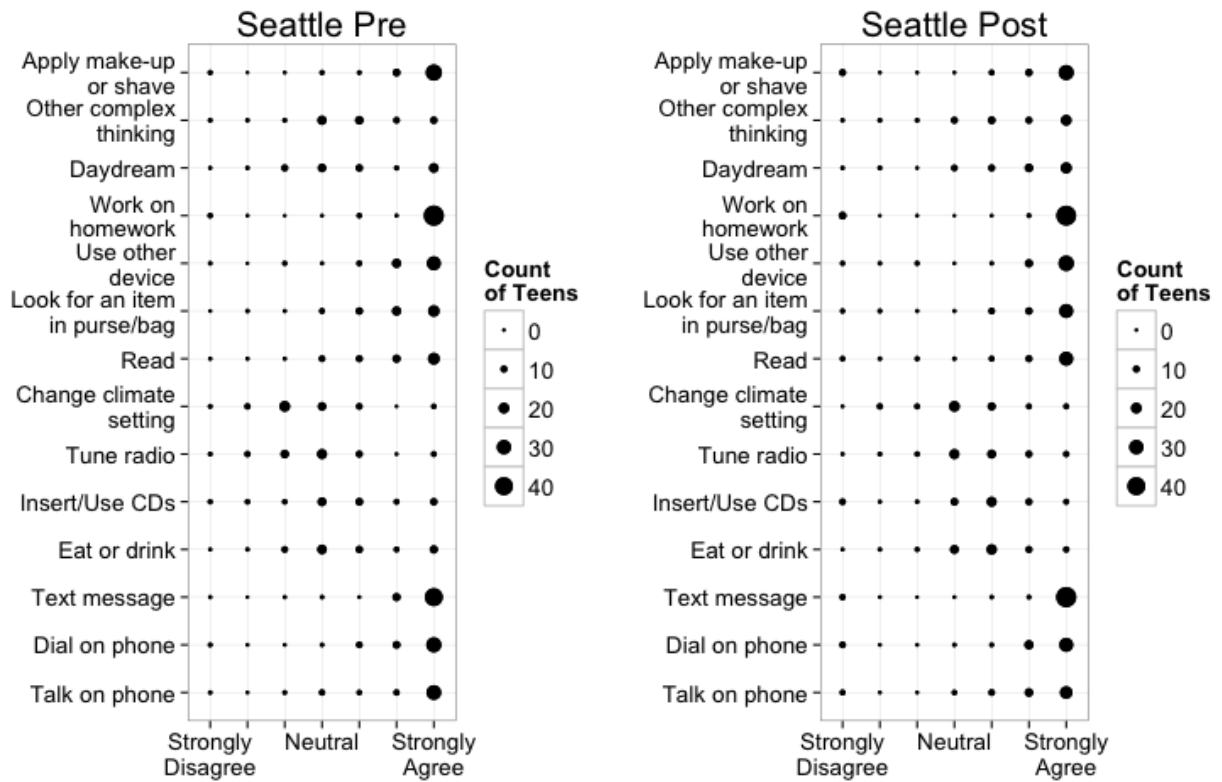 Seattle Pre
Apply make-up
or shave
Other complex
thinking
Daydream
Work on
homework
Use other
device
Look for an item
in purse/bag
Read
Change climate
setting
Tune radio
Insert/Use CDs
Eat or drink
Text message
Dial on phone
Talk on phone
Strongly
Disagree
Neutral
Strongly
Agree
Count
of Teens
0
10
20
30
40
Seattle Post
Apply make-up
or shave
Other complex
thinking
Daydream
Work on
homework
Use other
device
Look for an item
in purse/bag
Read
Change climate
setting
Tune radio
Insert/Use CDs
Eat or drink
Text message
Dial on phone
Talk on phone
Strongly
Disagree
Neutral
Strongly
Agree
Count
of Teens
0
10
20
30
40